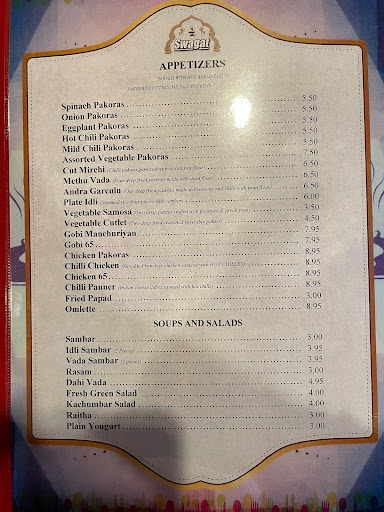 Swagat
APPETIZERS
Spinach Pakoras 5.50
Onion Pakoras 5.50
Eggplant Pakoras 5.50
Hot Chili Pakoras 5.50
Mild Chili Pakoras 5.50
Assorted Vegetable Pakoras 7.50
Cut Mirchi 6.50
Methu Vada 6.50
Andra Garculu 6.50
Plate Idli 6.00
Vegetable Samosa 3.50
Vegetable Cutlet 4.50
Gobi Manchuriyan 7.95
Gobi 65 7.95
Chicken Pakoras 8.95
Chilli Chicken 8.95
Chicken 65 8.95
Chilli Panner 8.95
Fried Papad 3.00
Omlette 8.95
SOUPS AND SALADS
Sambar 3.00
Idli Sambar (2 Pieces) 3.95
Vada Sambar (2 pieces) 3.95
Rasam 3.00
Dahi Vada 4.95
Fresh Green Salad 4.00
Kachumbar Salad 4.00
Raitha 3.00
Plain Yougurt 3.00